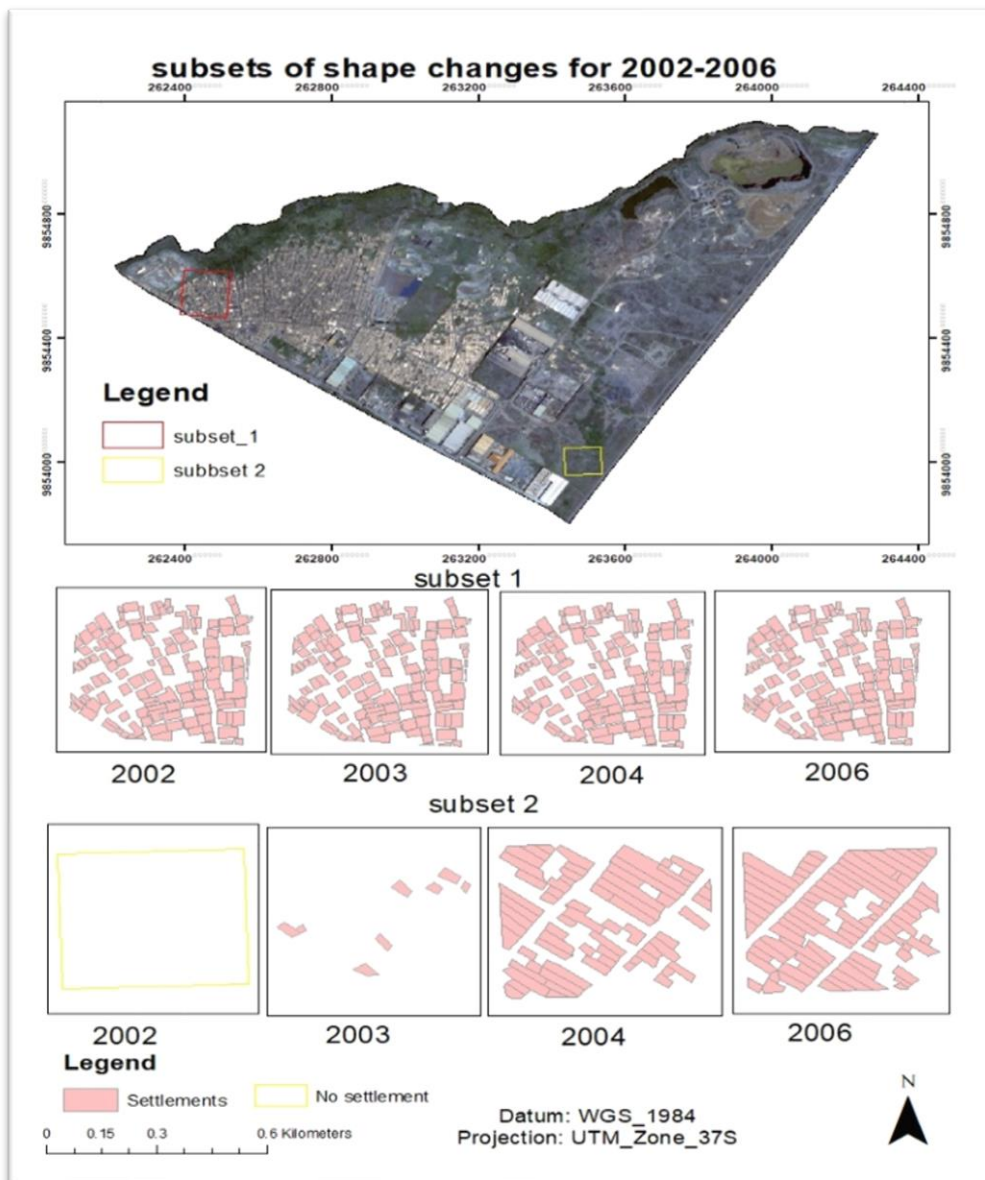 subsets of shape changes for 2002-2006
262400 262800 263200 263600 264000 264400
9854800 9854800
9854400 9854400
Legend
subset_1
subbset 2
9854000 9854000
262400 262800 263200 263600 264000 264400
subset 1
2002 2003 2004 2006
subset 2
2002 2003 2004 2006
Legend
Settlements No settlement
0 0.15 0.3 0.6 Kilometers
Datum: WGS_1984
Projection: UTM_Zone_37S
N